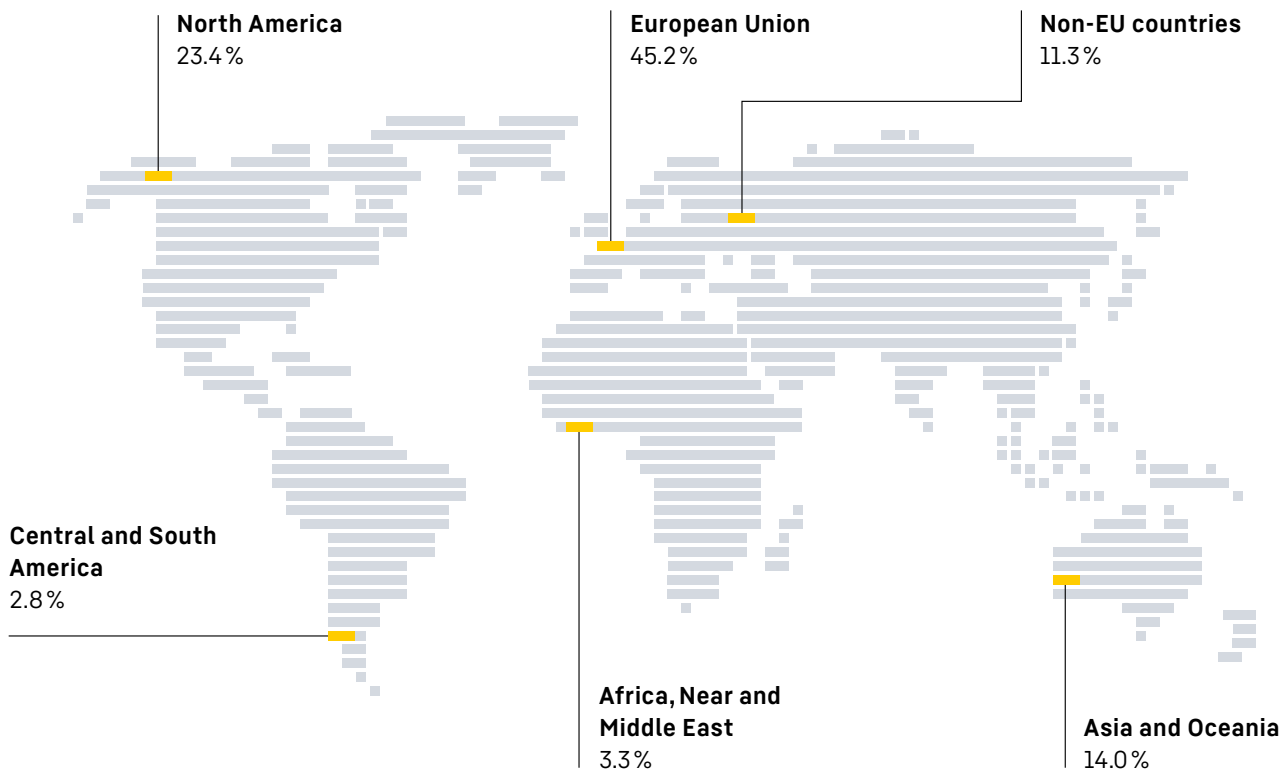 North America
23.4 %
European Union
45.2 %
Non-EU countries
11.3 %
Central and South
America
2.8 %
Africa, Near and
Middle East
3.3 %
Asia and Oceania
14.0 %